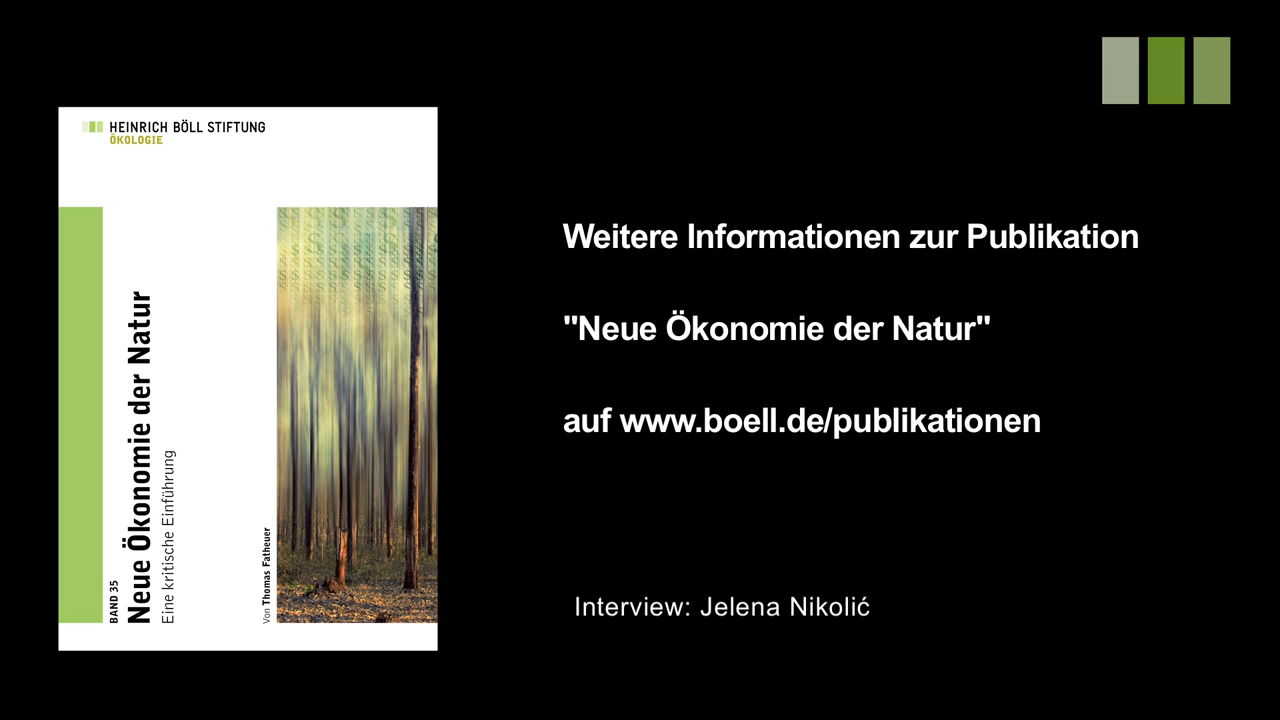 HEINRICH BÖLL STIFTUNG
ÖKOLOGIE
BAND 35
Neue Ökonomie der Natur
Eine kritische Einführung
Von Thomas Fatheuer
Weitere Informationen zur Publikation
"Neue Ökonomie der Natur"
auf www.boell.de/publikationen
Interview: Jelena Nikolić